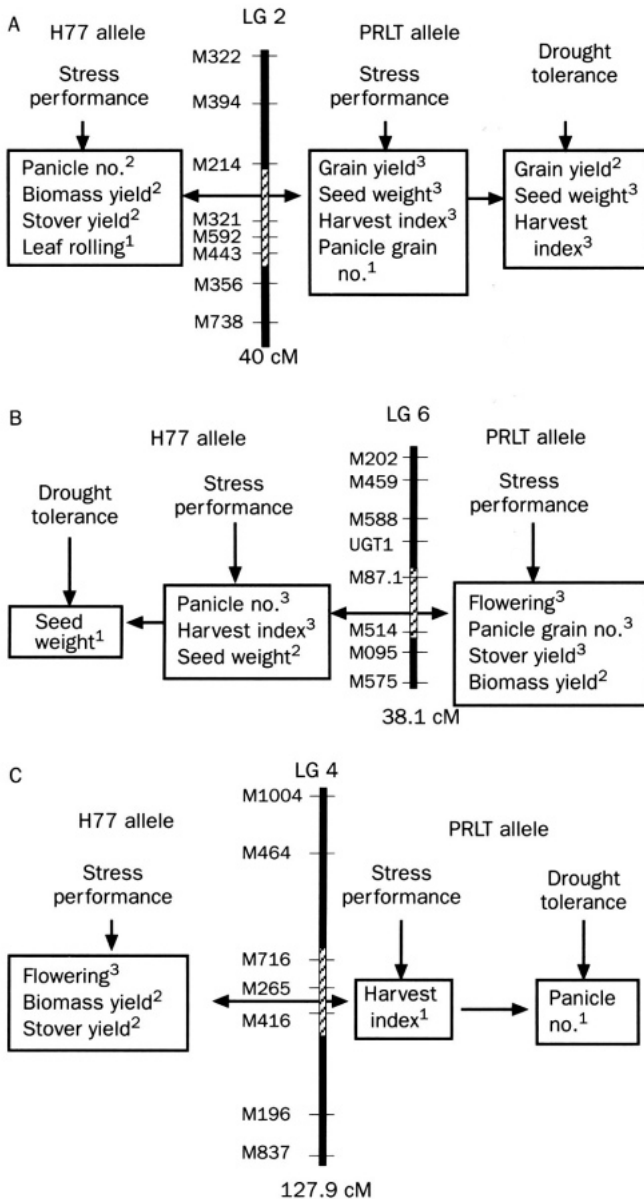 A
H77 allele
LG 2
PRLT allele
Stress
performance
Stress
performance
Drought
tolerance
M322
M394
M214
M321
M592
M443
M356
M738
40 cM
Panicle no.²
Biomass yield²
Stover yield²
Leaf rolling¹
Grain yield³
Seed weight³
Harvest index³
Panicle grain
no.¹
Grain yield²
Seed weight³
Harvest
index³
B
H77 allele
LG 6
PRLT allele
Drought
tolerance
Stress
performance
Stress
performance
Seed
weight¹
Panicle no.³
Harvest index³
Seed weight²
M202
M459
M588
UGT1
M87.1
M514
M095
M575
38.1 cM
Flowering³
Panicle grain no.³
Stover yield³
Biomass yield²
C
H77 allele
LG 4
PRLT allele
Stress
performance
Stress
performance
Drought
tolerance
Flowering³
Biomass yield²
Stover yield²
M1004
M464
M716
M265
M416
M196
M837
127.9 cM
Harvest
index¹
Panicle
no.¹